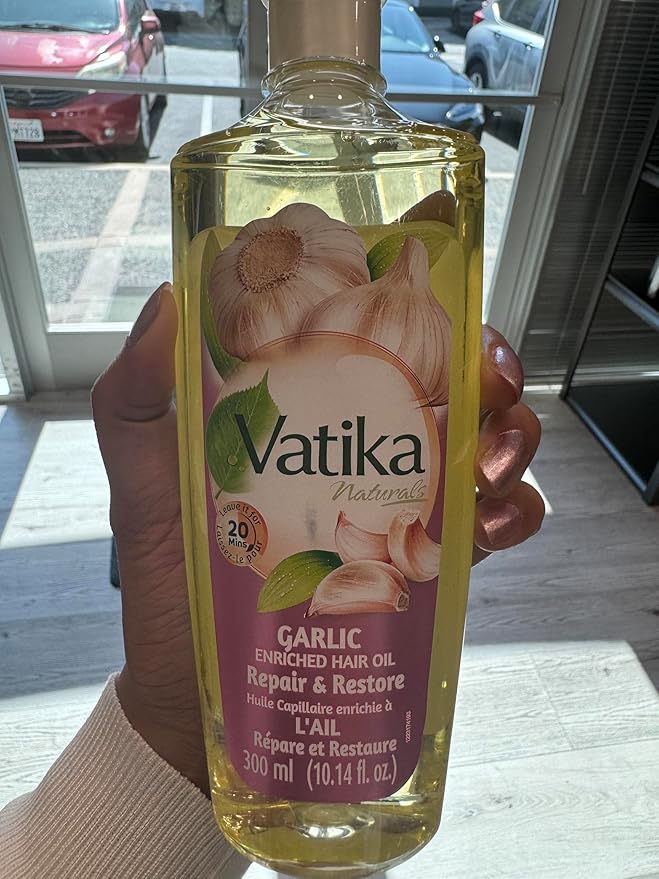 Vatika
Naturals
Leave it for
20
Mins
Laissez-le pour
GARLIC
ENRICHED HAIR OIL
Repair & Restore
Huile Capillaire enrichie à
L'AIL
Répare et Restaure
300 ml (10.14 fl. oz.)